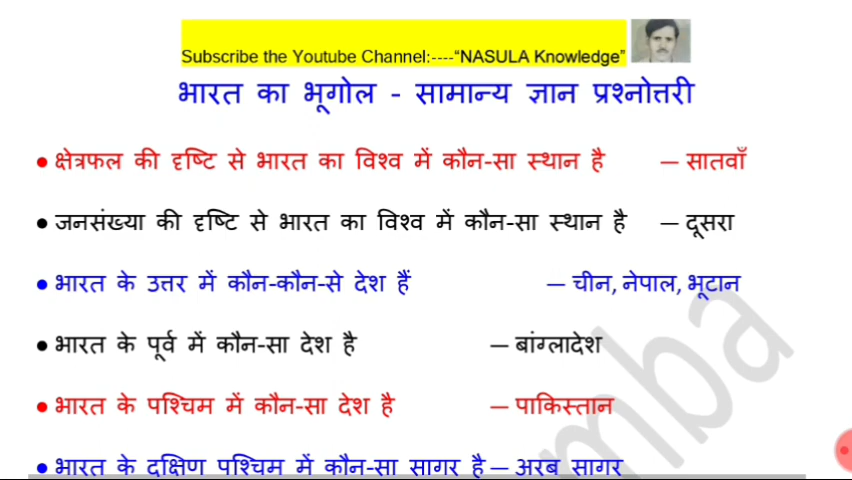 Subscribe the Youtube Channel:----“NASULA Knowledge”
भारत का भूगोल - सामान्य ज्ञान प्रश्नोत्तरी
● क्षेत्रफल की दृष्टि से भारत का विश्व में कौन-सा स्थान है — सातवाँ
● जनसंख्या की दृष्टि से भारत का विश्व में कौन-सा स्थान है — दूसरा
● भारत के उत्तर में कौन-कौन-से देश हैं — चीन, नेपाल, भूटान
● भारत के पूर्व में कौन-सा देश है — बांग्लादेश
● भारत के पश्चिम में कौन-सा देश है — पाकिस्तान
● भारत के दक्षिण पश्चिम में कौन-सा सागर है — अरब सागर
mba